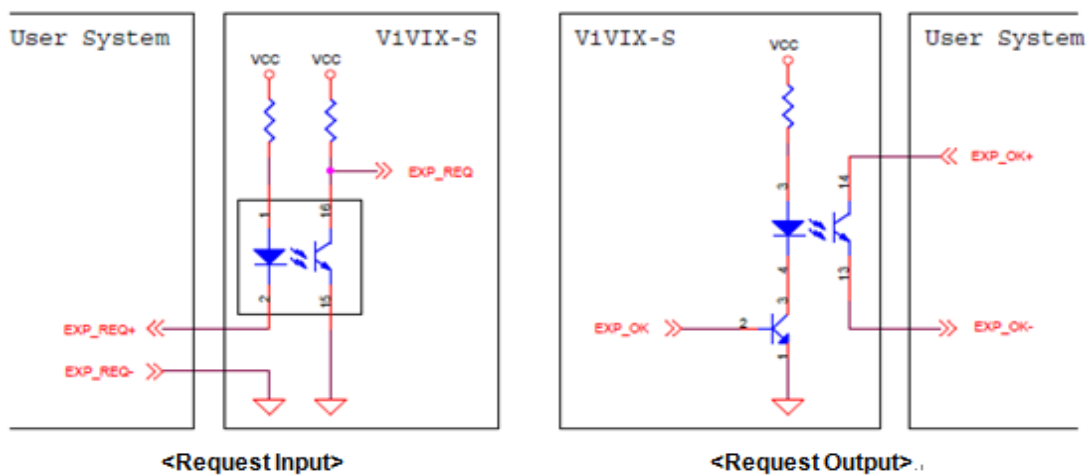 User System
ViVIX-S
VCC
VCC
EXP_REQ
1
16
2
15
EXP_REQ+
EXP_REQ-
<Request Input>
ViVIX-S
User System
VCC
EXP_OK+
3
14
4
13
3
EXP_OK
2
EXP_OK-
1
<Request Output>.